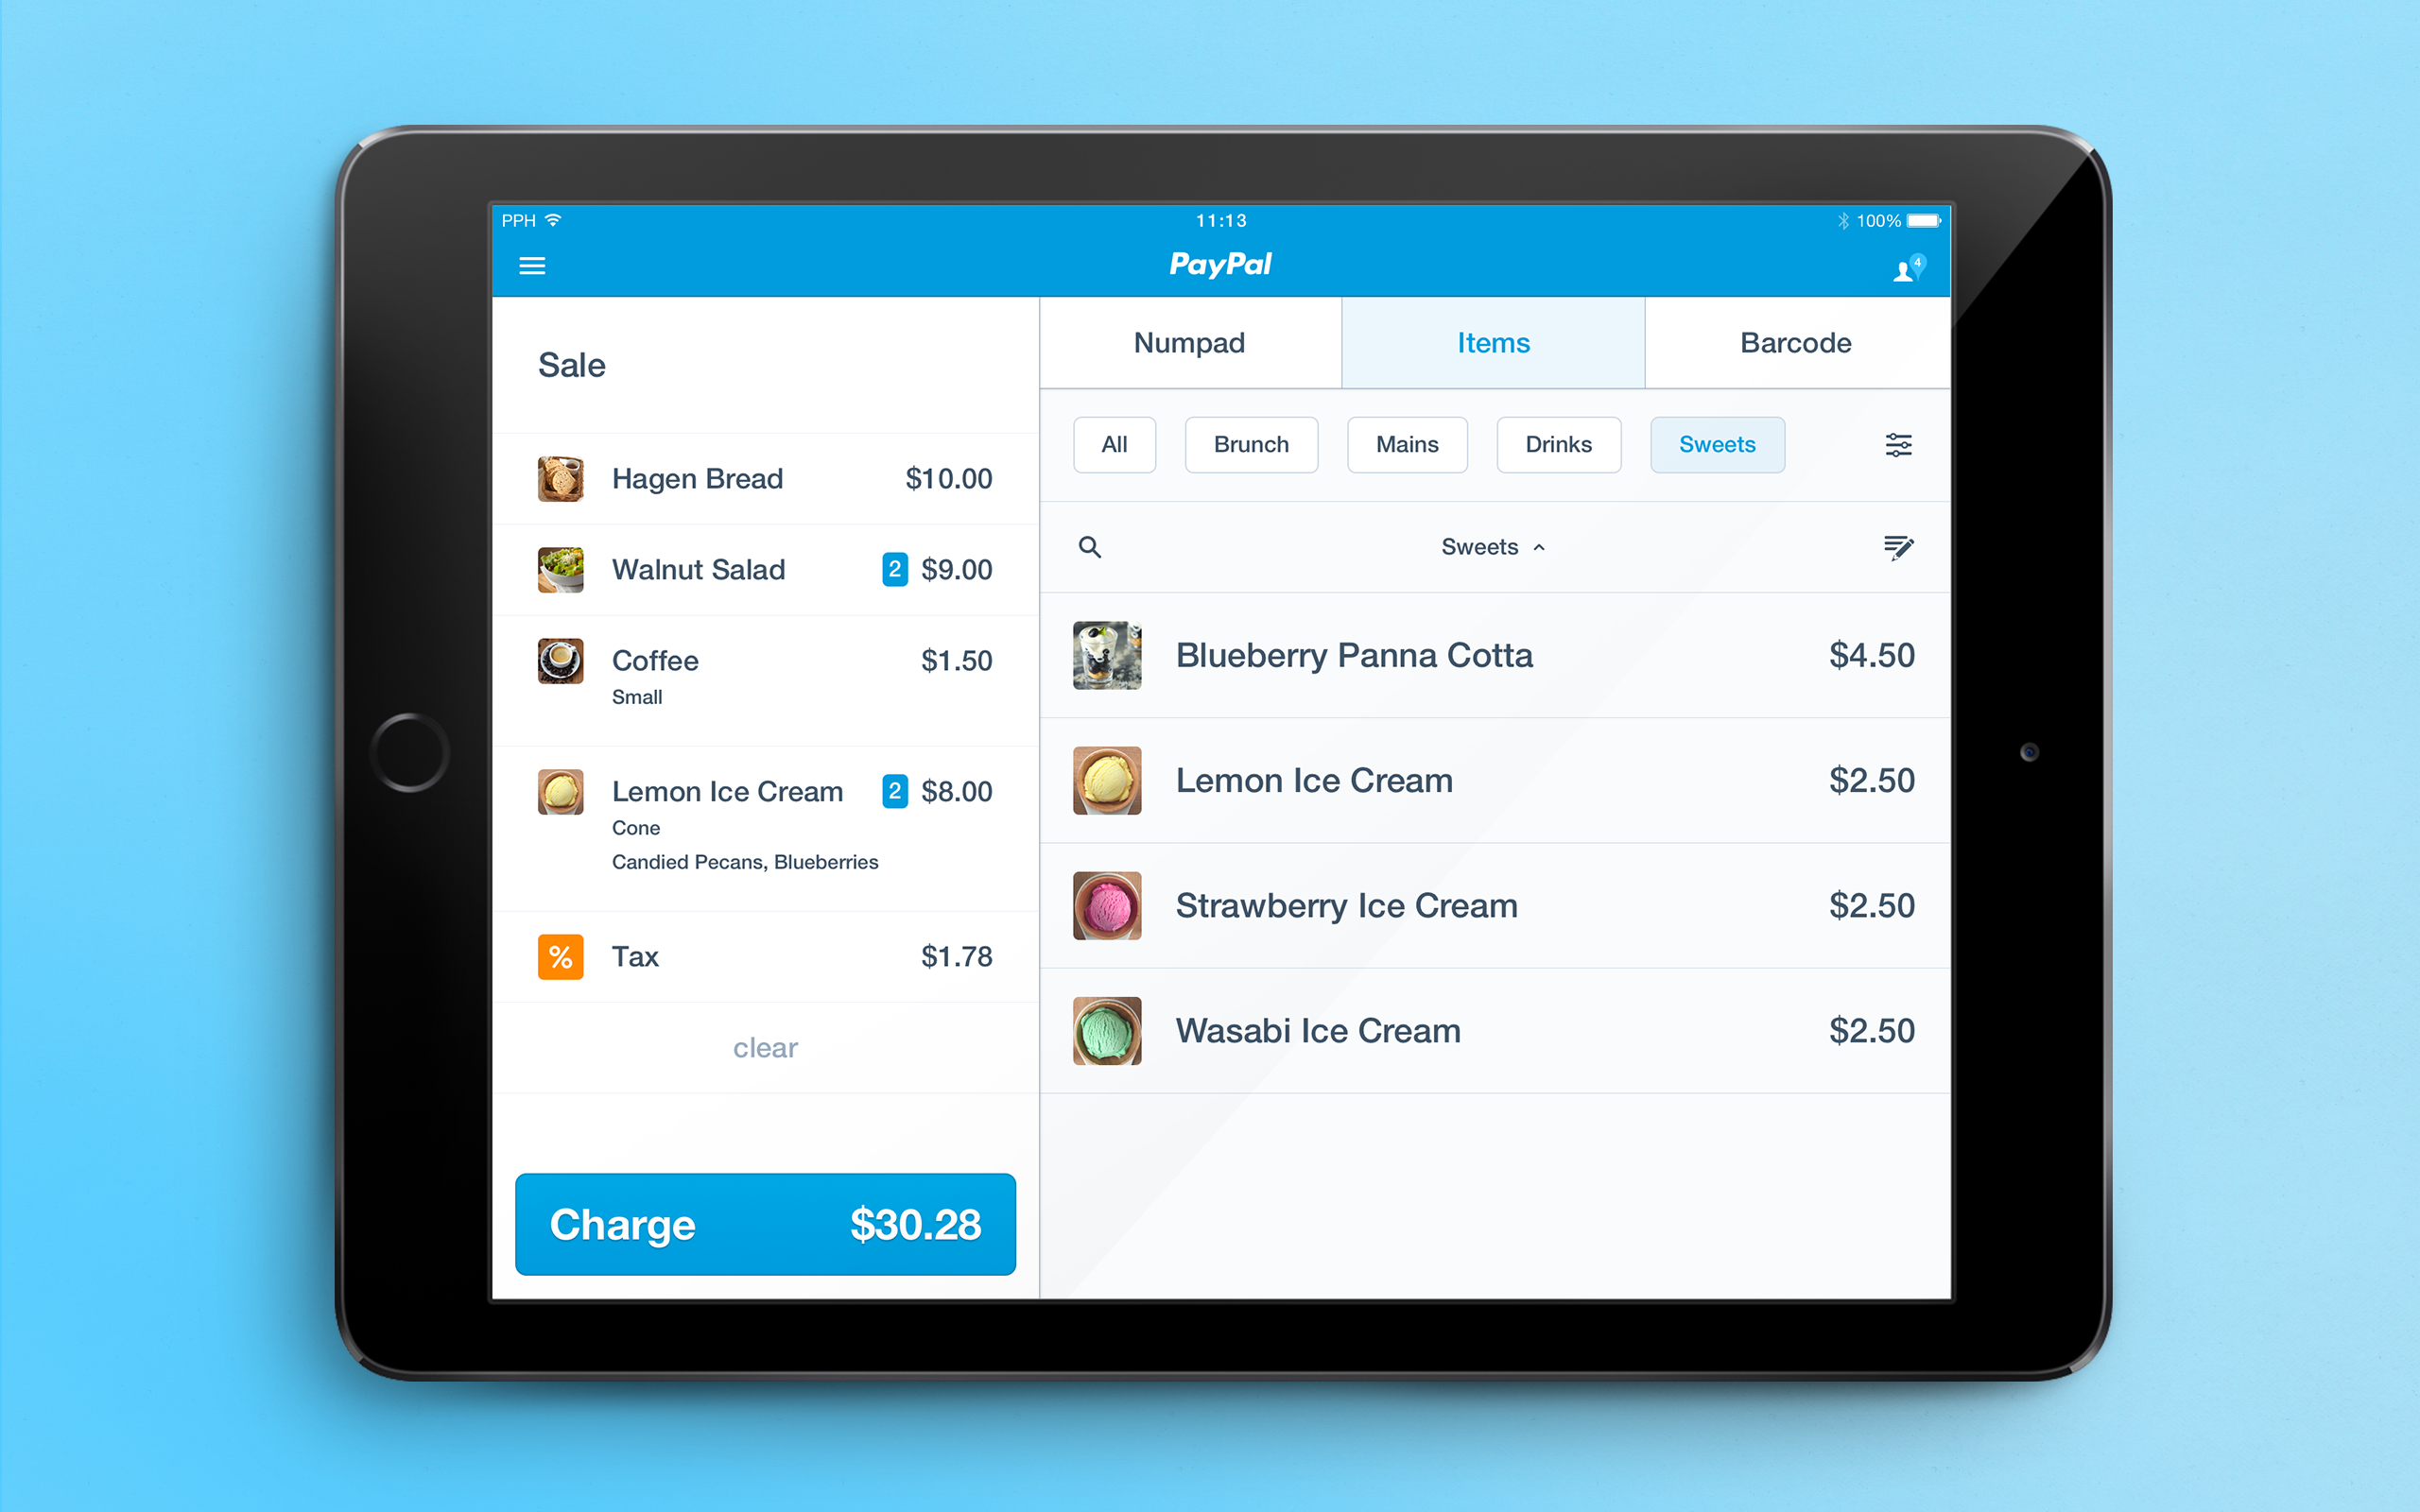 PPH
11:13
100%
PayPal
4
Sale
Hagen Bread $10.00
Walnut Salad 2 $9.00
Coffee $1.50
Small
Lemon Ice Cream 2 $8.00
Cone
Candied Pecans, Blueberries
% Tax $1.78
clear
Charge $30.28
Numpad Items Barcode
All Brunch Mains Drinks Sweets
Sweets
Blueberry Panna Cotta $4.50
Lemon Ice Cream $2.50
Strawberry Ice Cream $2.50
Wasabi Ice Cream $2.50